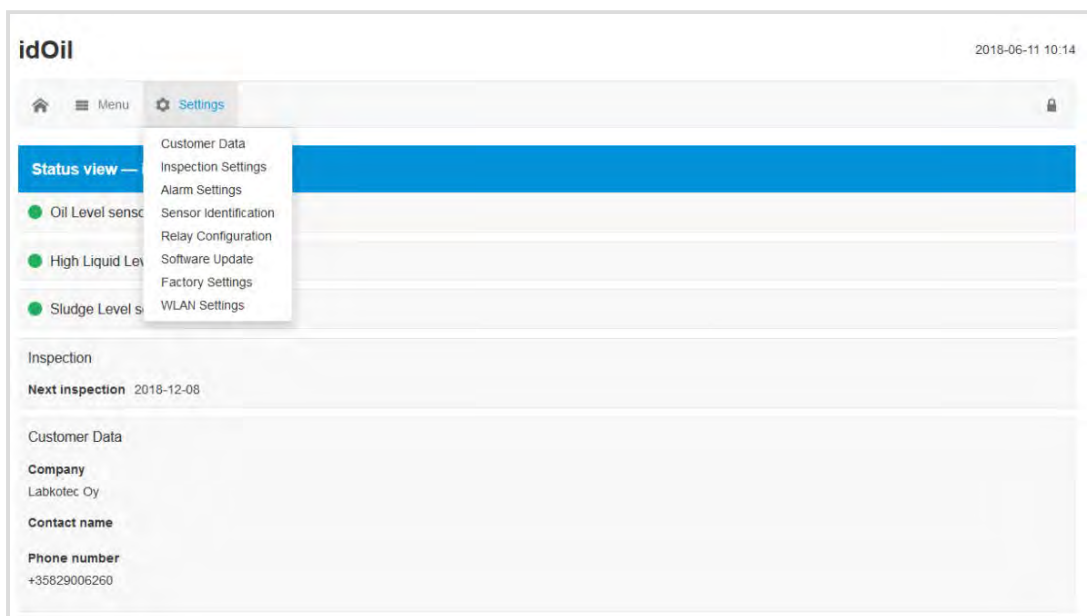 idOil
2018-06-11 10:14
Menu Settings
Customer Data
Inspection Settings
Alarm Settings
Sensor Identification
Relay Configuration
Software Update
Factory Settings
WLAN Settings
Status view —
Oil Level
High Liquid
Sludge Level
Inspection
Next inspection 2018-12-08
Customer Data
Company
Labkotec Oy
Contact name
Phone number
+35829006260